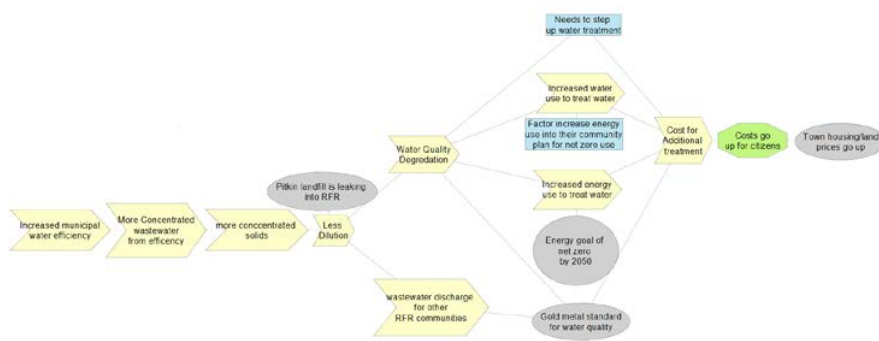 Needs to step
up water treatment
Increased water
use to treat water
Factor increase energy
use into their community
plan for net zero use
Water Quality
Degredation
Cost for
Additional
treatment
Costs go
up for citizens
Town housing/land
prices go up
Pitkin landfill is leaking
into RFR
Increased energy
use to treat water
Increased municipal
water efficiency
More Concentrated
wastewater
from efficency
more conccentrated
solids
Less
Dilution
Energy goal of
net zero
by 2050
wastewater discharge
for other
RFR communities
Gold metal standard
for water quality